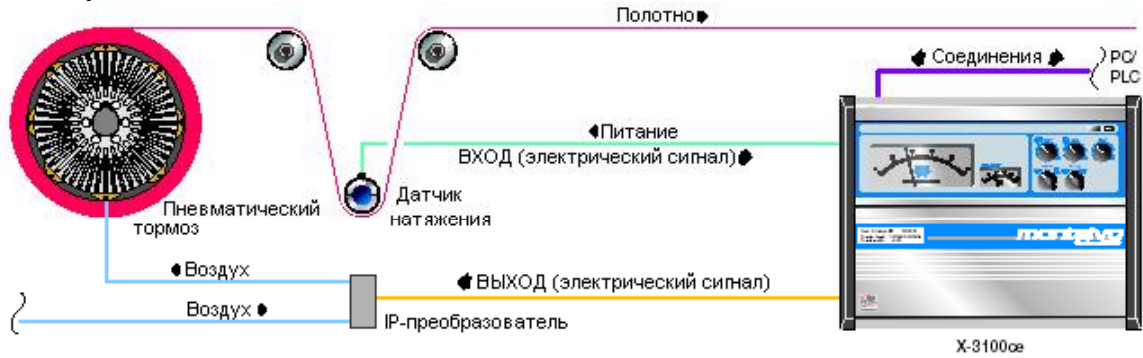 Полотно
Соединения
PC/
PLC
Питание
ВХОД (электрический сигнал)
Датчик
натяжения
Пневматический
тормоз
Воздух
ВЫХОД (электрический сигнал)
Воздух
IP-преобразователь
montalvo
X-3100ce